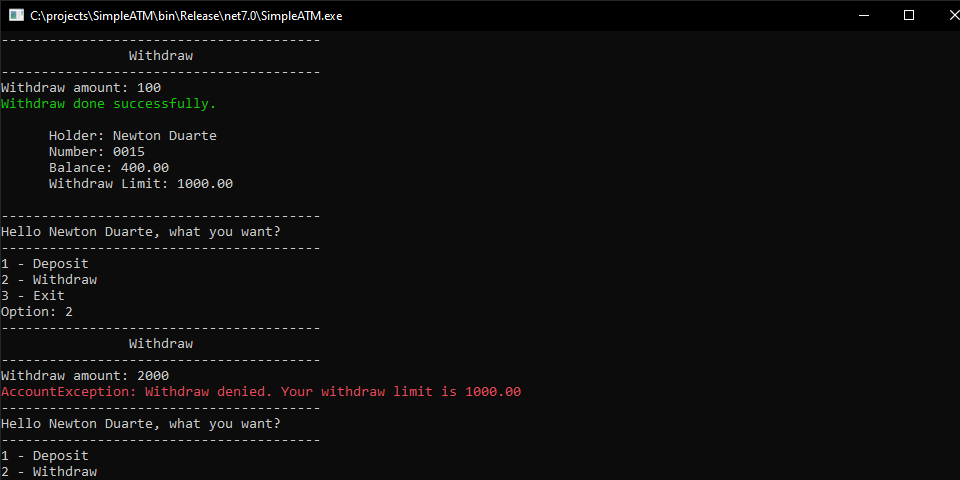 C:\projects\SimpleATM\bin\Release\net7.0\SimpleATM.exe
----------------------------------------
Withdraw
----------------------------------------
Withdraw amount: 100
Withdraw done successfully.
Holder: Newton Duarte
Number: 0015
Balance: 400.00
Withdraw Limit: 1000.00
----------------------------------------
Hello Newton Duarte, what you want?
----------------------------------------
1 - Deposit
2 - Withdraw
3 - Exit
Option: 2
----------------------------------------
Withdraw
----------------------------------------
Withdraw amount: 2000
AccountException: Withdraw denied. Your withdraw limit is 1000.00
----------------------------------------
Hello Newton Duarte, what you want?
----------------------------------------
1 - Deposit
2 - Withdraw